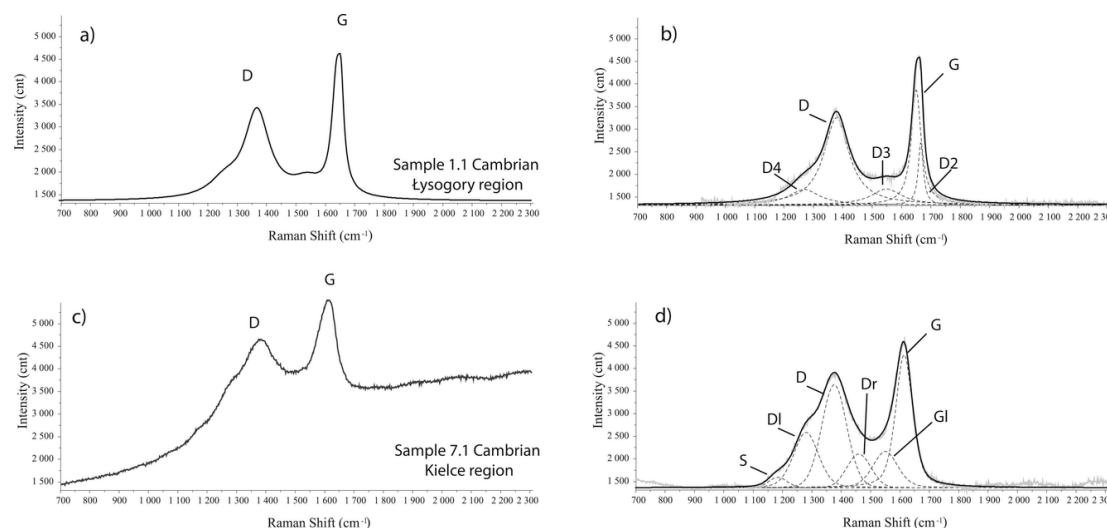 a)
G
D
Intensity (cnt)
5 000
4 500
4 000
3 500
3 000
2 500
2 000
1 500
Sample 1.1 Cambrian
Łysogory region
700 800 900 1 000 1 100 1 200 1 300 1 400 1 500 1 600 1 700 1 800 1 900 2 000 2 100 2 200 2 300
Raman Shift (cm⁻¹)
b)
G
D
D3
D4
D2
Intensity (cnt)
5 000
4 500
4 000
3 500
3 000
2 500
2 000
1 500
700 800 900 1 000 1 100 1 200 1 300 1 400 1 500 1 600 1 700 1 800 1 900 2 000 2 100 2 200 2 300
Raman Shift (cm⁻¹)
c)
G
D
Intensity (cnt)
5 000
4 500
4 000
3 500
3 000
2 500
2 000
1 500
Sample 7.1 Cambrian
Kielce region
700 800 900 1 000 1 100 1 200 1 300 1 400 1 500 1 600 1 700 1 800 1 900 2 000 2 100 2 200 2 300
Raman Shift (cm⁻¹)
d)
G
D
Dr
Dl
Gl
S
Intensity (cnt)
5 000
4 500
4 000
3 500
3 000
2 500
2 000
1 500
700 800 900 1 000 1 100 1 200 1 300 1 400 1 500 1 600 1 700 1 800 1 900 2 000 2 100 2 200 2 300
Raman Shift (cm⁻¹)